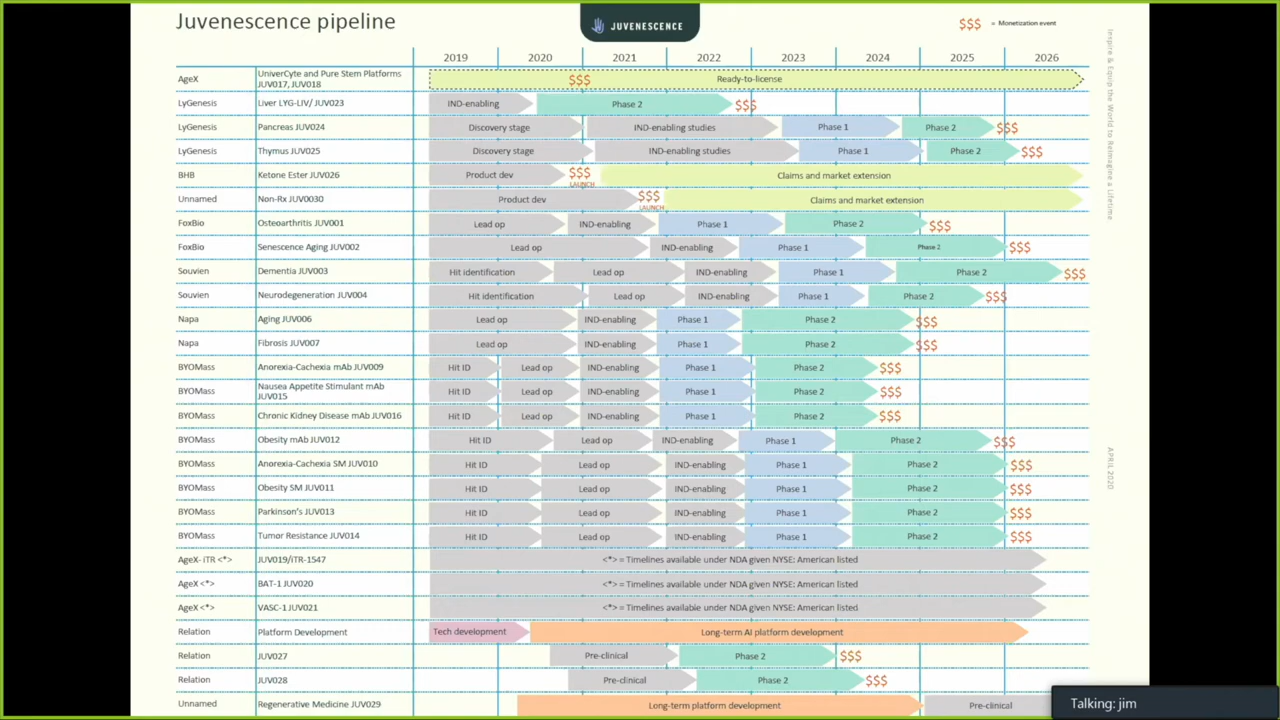 Juvenescence pipeline
JUVENESCENCE
$$$ = Monetization event
2019 2020 2021 2022 2023 2024 2025 2026
AgeX UniverCyte and Pure Stem Platforms
JUV017, JUV018 $$$ Ready-to-license
LyGenesis Liver LYG-LIV/ JUV023 IND-enabling Phase 2 $$$
LyGenesis Pancreas JUV024 Discovery stage IND-enabling studies Phase 1 Phase 2 $$$
LyGenesis Thymus JUV025 Discovery stage IND-enabling studies Phase 1 Phase 2 $$$
BHB Ketone Ester JUV026 Product dev $$$ Claims and market extension
LAUNCH
Unnamed Non-Rx JUV0030 Product dev $$$ Claims and market extension
LAUNCH
FoxBio Osteoarthritis JUV001 Lead op IND-enabling Phase 1 Phase 2 $$$
FoxBio Senescence Aging JUV002 Lead op IND-enabling Phase 1 Phase 2 $$$
Souvien Dementia JUV003 Hit identification Lead op IND-enabling Phase 1 Phase 2 $$$
Souvien Neurodegeneration JUV004 Hit identification Lead op IND-enabling Phase 1 Phase 2 $$$
Napa Aging JUV006 Lead op IND-enabling Phase 1 Phase 2 $$$
Napa Fibrosis JUV007 Lead op IND-enabling Phase 1 Phase 2 $$$
BYOMass Anorexia-Cachexia mAb JUV009 Hit ID Lead op IND-enabling Phase 1 Phase 2 $$$
BYOMass Nausea Appetite Stimulant mAb
JUV015 Hit ID Lead op IND-enabling Phase 1 Phase 2 $$$
BYOMass Chronic Kidney Disease mAb JUV016 Hit ID Lead op IND-enabling Phase 1 Phase 2 $$$
BYOMass Obesity mAb JUV012 Hit ID Lead op IND-enabling Phase 1 Phase 2 $$$
BYOMass Anorexia-Cachexia SM JUV010 Hit ID Lead op IND-enabling Phase 1 Phase 2 $$$
BYOMass Obesity SM JUV011 Hit ID Lead op IND-enabling Phase 1 Phase 2 $$$
BYOMass Parkinson's JUV013 Hit ID Lead op IND-enabling Phase 1 Phase 2 $$$
BYOMass Tumor Resistance JUV014 Hit ID Lead op IND-enabling Phase 1 Phase 2 $$$
AgeX- iTR <*> JUV019/iTR-1547 <*> = Timelines available under NDA given NYSE: American listed
AgeX <*> BAT-1 JUV020 <*> = Timelines available under NDA given NYSE: American listed
AgeX <*> VASC-1 JUV021 <*> = Timelines available under NDA given NYSE: American listed
Relation Platform Development Tech development Long-term AI platform development
Relation JUV027 Pre-clinical Phase 2 $$$
Relation JUV028 Pre-clinical Phase 2 $$$
Unnamed Regenerative Medicine JUV029 Long-term platform development Pre-clinical
Inspire & Equip the World to Reimagine a Lifetime
APRIL 2020
Talking: jim